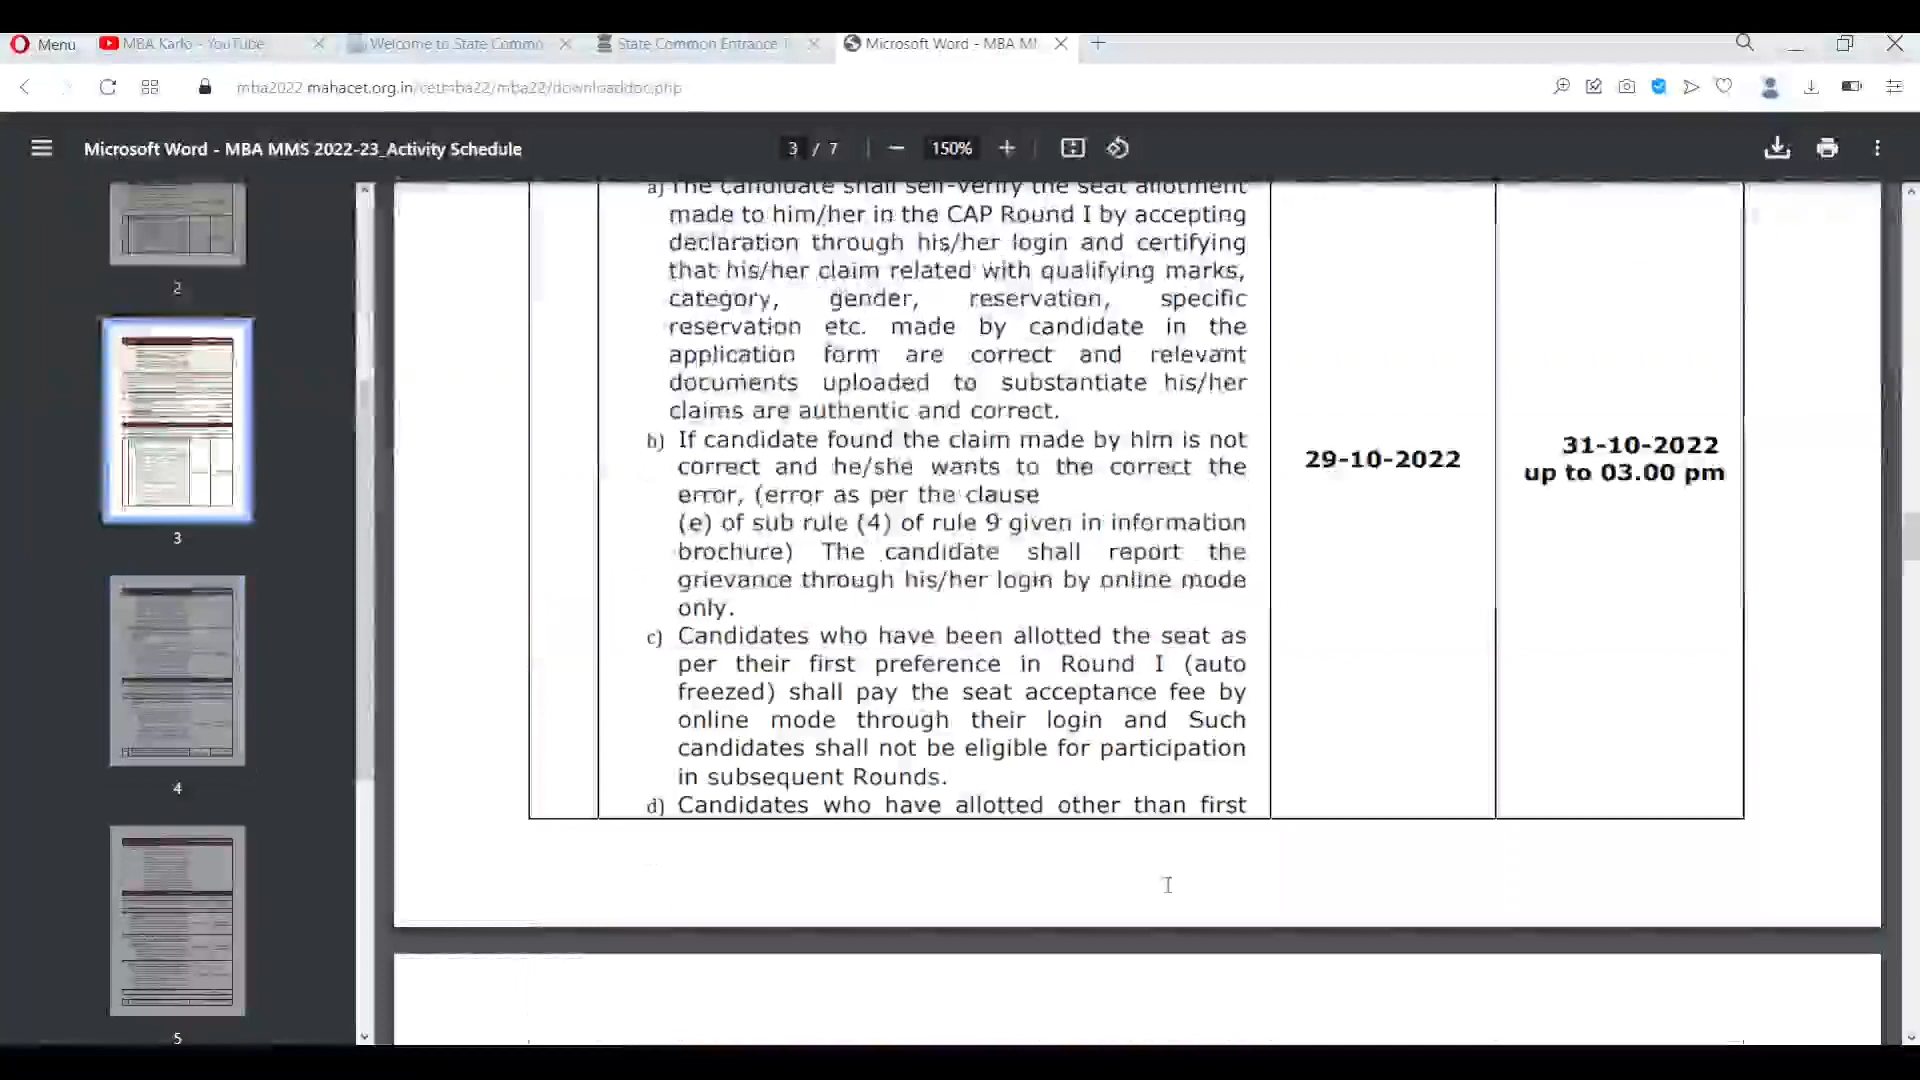 Menu
MBA Karlo - YouTube
Welcome to State Commo
State Common Entrance T
Microsoft Word - MBA MM
mba2022.mahacet.org.in/cetmba22/mba22/downloaddoc.php
Microsoft Word - MBA MMS 2022-23_Activity Schedule
3 / 7
150%
2
3
4
5
a) The candidate shall self-verify the seat allotment
made to him/her in the CAP Round I by accepting
declaration through his/her login and certifying
that his/her claim related with qualifying marks,
category, gender, reservation, specific
reservation etc. made by candidate in the
application form are correct and relevant
documents uploaded to substantiate his/her
claims are authentic and correct.
b) If candidate found the claim made by him is not
correct and he/she wants to the correct the
error, (error as per the clause
(e) of sub rule (4) of rule 9 given in information
brochure) The candidate shall report the
grievance through his/her login by online mode
only.
c) Candidates who have been allotted the seat as
per their first preference in Round I (auto
freezed) shall pay the seat acceptance fee by
online mode through their login and Such
candidates shall not be eligible for participation
in subsequent Rounds.
d) Candidates who have allotted other than first
29-10-2022
31-10-2022
up to 03.00 pm